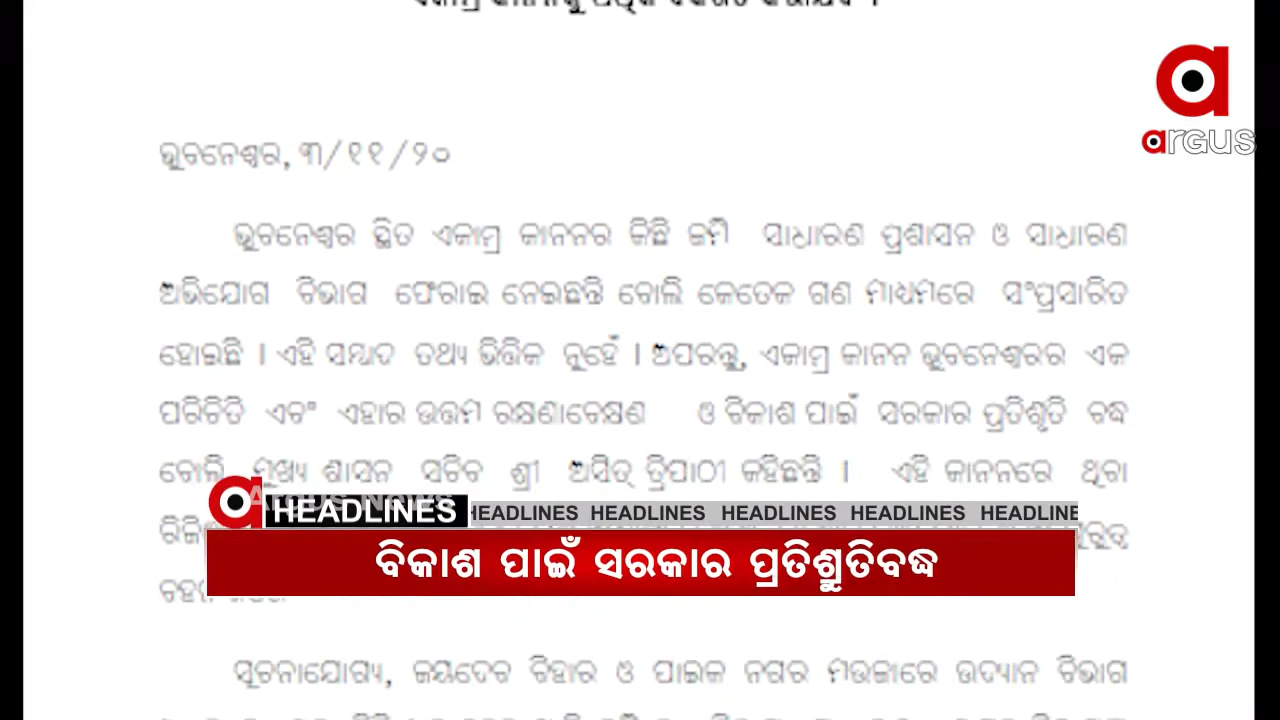 argus
ଭୁବନେଶ୍ୱର, ୩/୧୧/୨୦
ଭୁବନେଶ୍ୱର ସ୍ଥିତ ଏକାମ୍ର କାନନର କିଛି ଜମି ସାଧାରଣ ପ୍ରଶାସନ ଓ ସାଧାରଣ
ଅଭିଯୋଗ ବିଭାଗ ଫେରାଇ ନେଇଛନ୍ତି ବୋଲି କେତେକ ଗଣ ମାଧ୍ୟମରେ ସଂପ୍ରସାରିତ
ହୋଇଛି । ଏହି ସମ୍ବାଦ ତଥ୍ୟ ଭିତ୍ତିକ ନୁହେଁ । ଅପରନ୍ତୁ, ଏକାମ୍ର କାନନ ଭୁବନେଶ୍ୱରର ଏକ
ପରିଚିତି ଏବଂ ଏହାର ଉତ୍ତମ ରକ୍ଷଣାବେକ୍ଷଣ ଓ ବିକାଶ ପାଇଁ ସରକାର ପ୍ରତିଶୃତି ବଦ୍ଧ
ବୋଲି ମୁଖ୍ୟ ଶାସନ ସଚିବ ଶ୍ରୀ ଅସିତ୍ ତ୍ରିପାଠୀ କହିଛନ୍ତି । ଏହି କାନନରେ ଥିବା
HEADLINES HEADLINES HEADLINES HEADLINES HEADLINES HEADLINE
ବିକାଶ ପାଇଁ ସରକାର ପ୍ରତିଶ୍ରୁତିବଦ୍ଧ
ସୂଚନାଯୋଗ୍ୟ, ଜୟଦେବ ବିହାର ଓ ପାଇକ ନଗର ମଉଜାରେ ଉଦ୍ୟାନ ବିଭାଗ